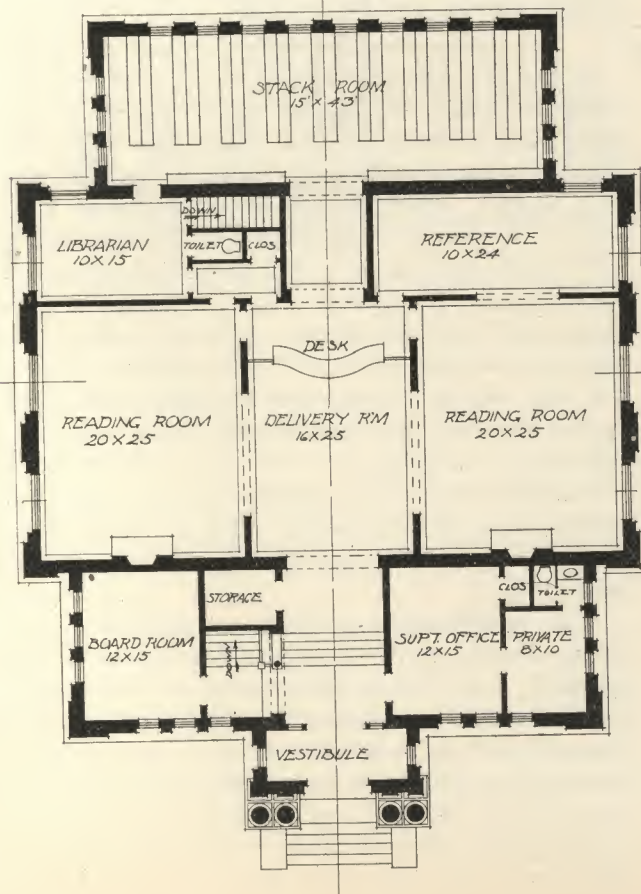 STACK ROOM
15' X 43'
DOWN
LIBRARIAN
10 X 15
TOILET
CLOS
REFERENCE
10 X 24
DESK
READING ROOM
20 X 25
DELIVERY R'M
16 X 25
READING ROOM
20 X 25
STORAGE
CLOS
TOILET
BOARD ROOM
12 X 15
DOWN
SUPT. OFFICE
12 X 15
PRIVATE
8 X 10
VESTIBULE